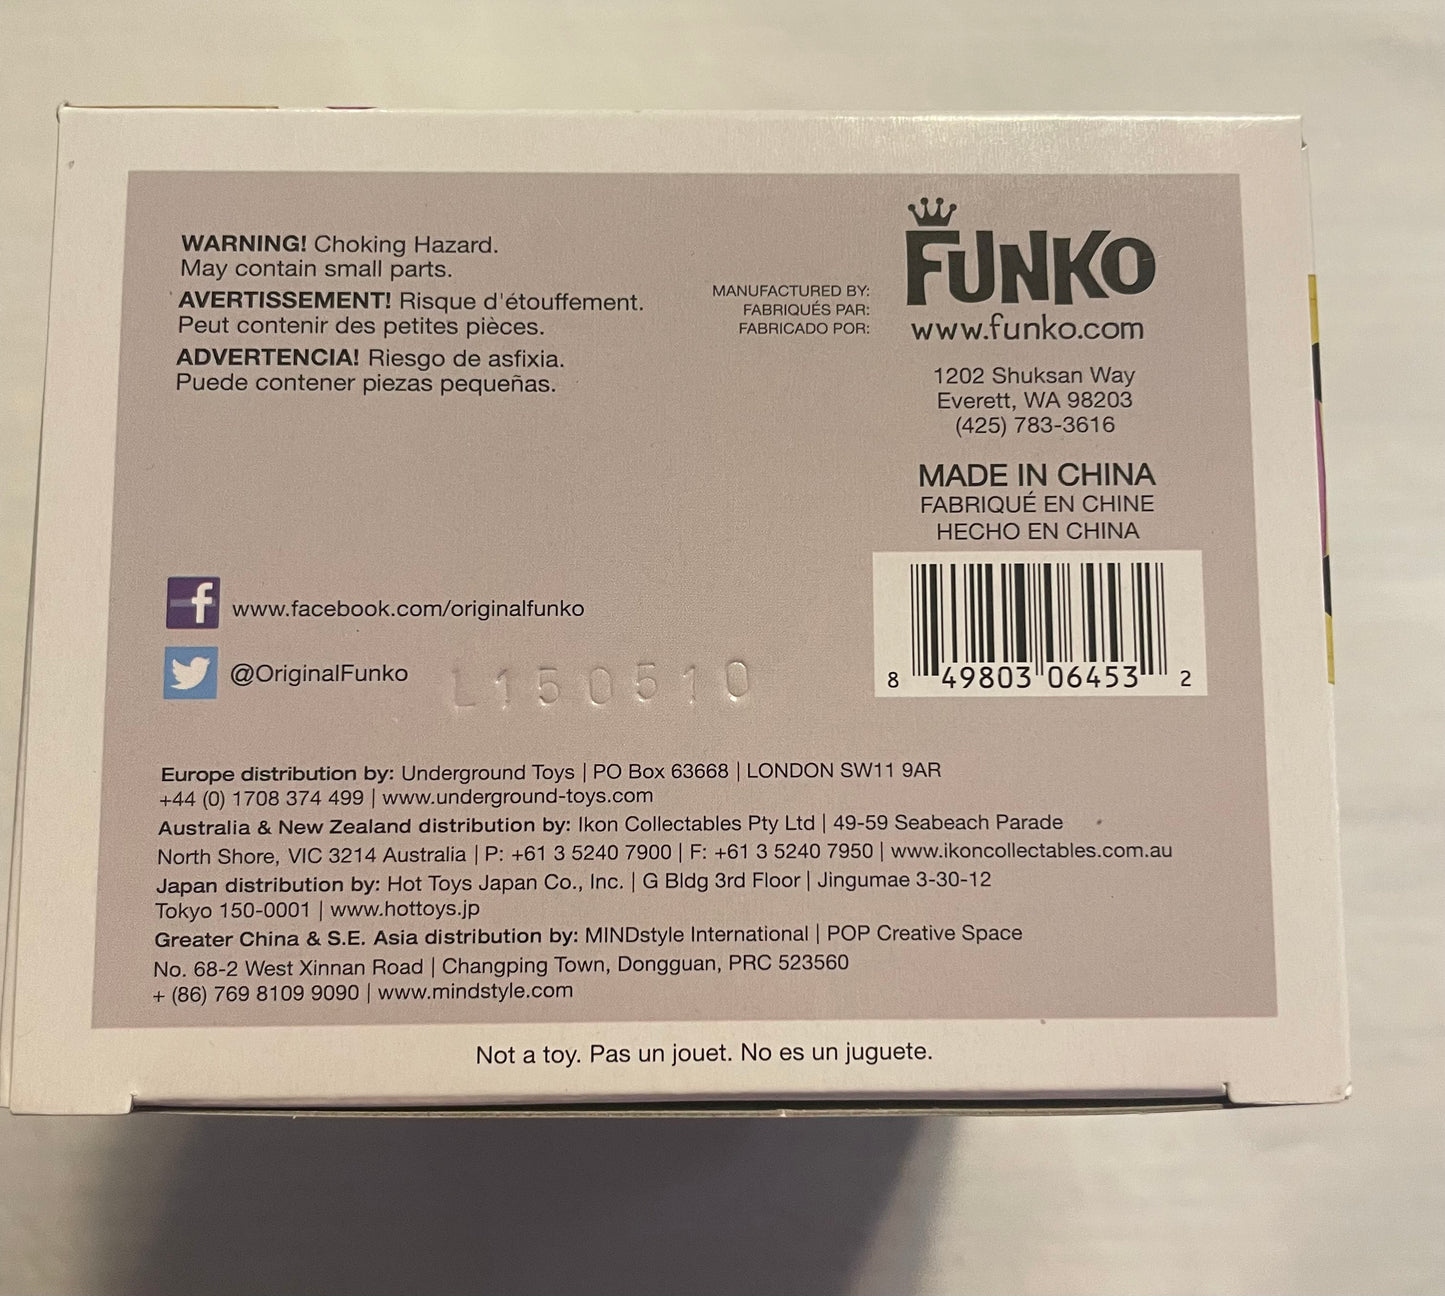 WARNING! Choking Hazard.
May contain small parts.
AVERTISSEMENT! Risque d'étouffement.
Peut contenir des petites pièces.
ADVERTENCIA! Riesgo de asfixia.
Puede contener piezas pequeñas.
MANUFACTURED BY:
FABRIQUÉS PAR:
FABRICADO POR:
FUNKO
www.funko.com
1202 Shuksan Way
Everett, WA 98203
(425) 783-3616
MADE IN CHINA
FABRIQUÉ EN CHINE
HECHO EN CHINA
8 49803 06453 2
f www.facebook.com/originalfunko
@OriginalFunko
L150510
Europe distribution by: Underground Toys | PO Box 63668 | LONDON SW11 9AR
+44 (0) 1708 374 499 | www.underground-toys.com
Australia & New Zealand distribution by: Ikon Collectables Pty Ltd | 49-59 Seabeach Parade
North Shore, VIC 3214 Australia | P: +61 3 5240 7900 | F: +61 3 5240 7950 | www.ikoncollectables.com.au
Japan distribution by: Hot Toys Japan Co., Inc. | G Bldg 3rd Floor | Jingumae 3-30-12
Tokyo 150-0001 | www.hottoys.jp
Greater China & S.E. Asia distribution by: MINDstyle International | POP Creative Space
No. 68-2 West Xinnan Road | Changping Town, Dongguan, PRC 523560
+ (86) 769 8109 9090 | www.mindstyle.com
Not a toy. Pas un jouet. No es un juguete.